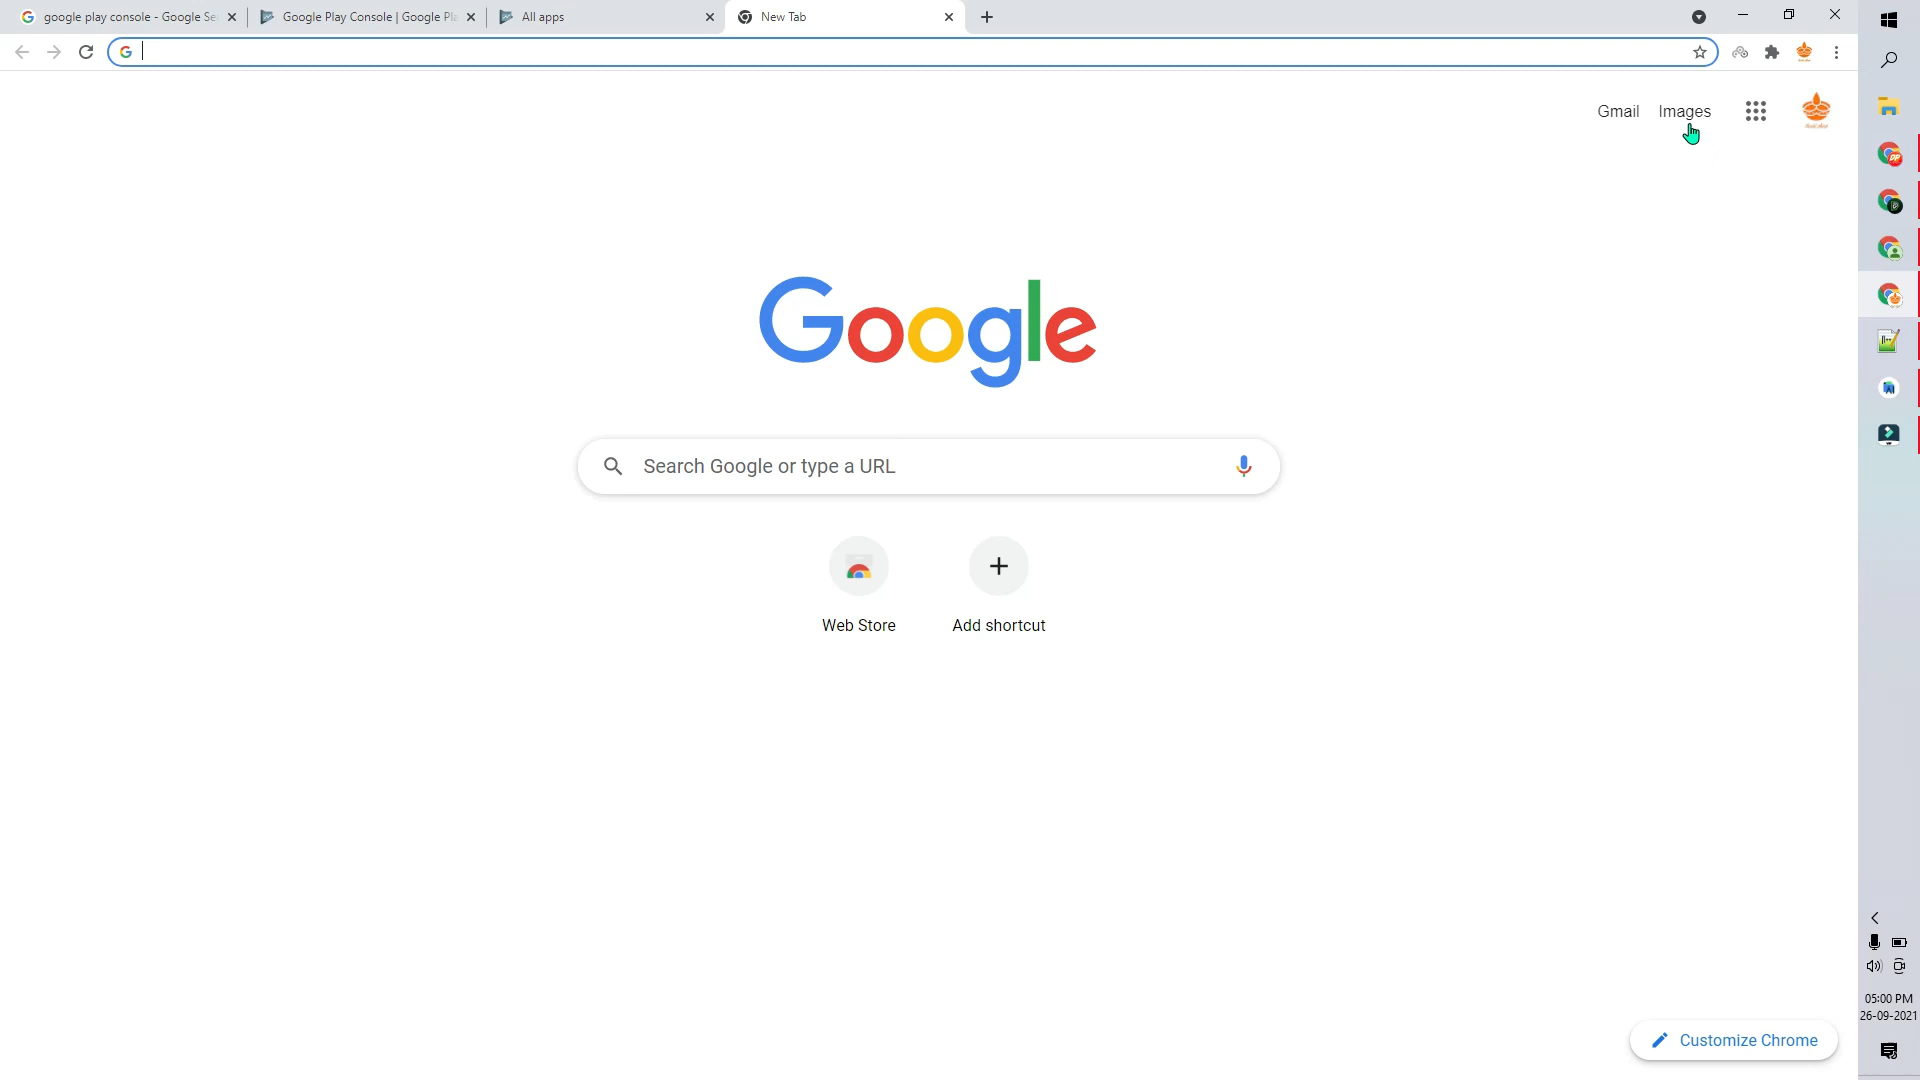 google play console - Google Se
Google Play Console | Google Pla
All apps
New Tab
Gmail
Images
Google
Search Google or type a URL
Web Store
Add shortcut
Customize Chrome
05:00 PM
26-09-2021